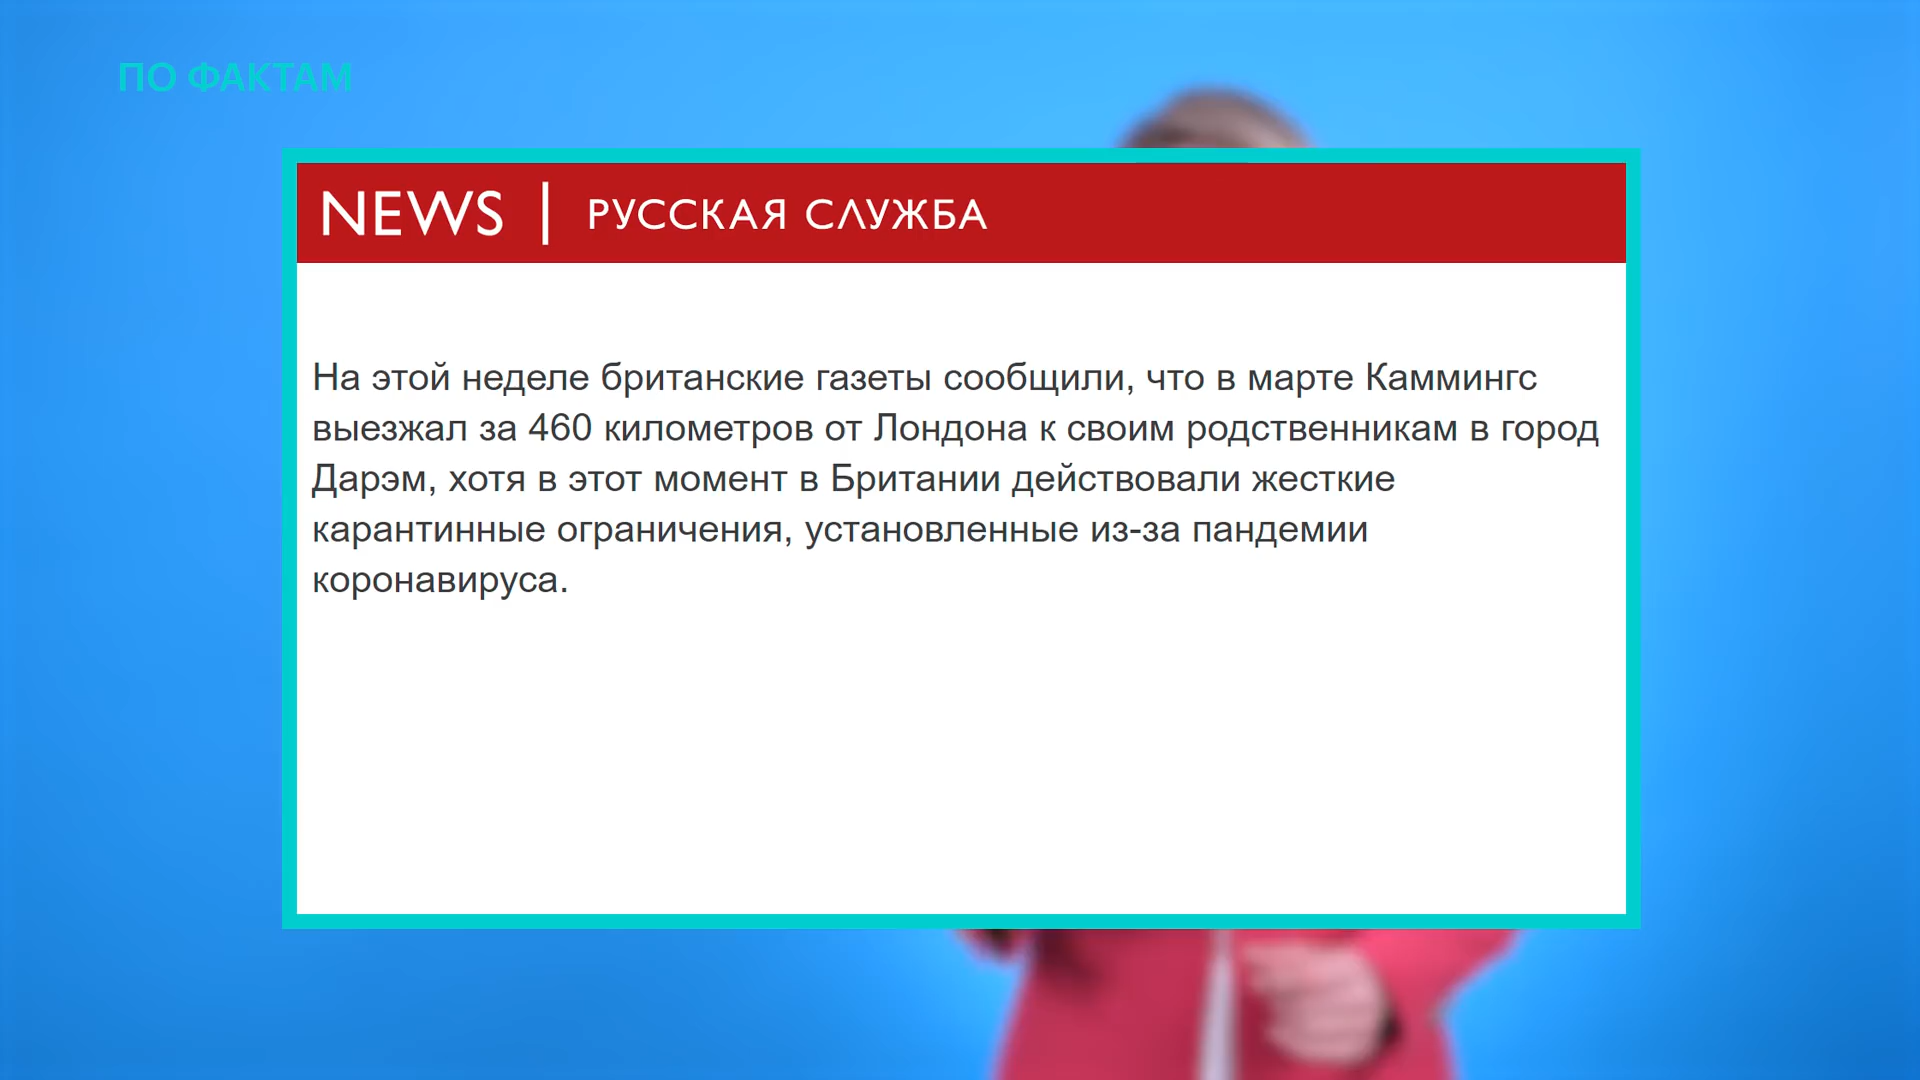 ПО ФАКТАМ
NEWS | РУССКАЯ СЛУЖБА
На этой неделе британские газеты сообщили, что в марте Каммингс
выезжал за 460 километров от Лондона к своим родственникам в город
Дарэм, хотя в этот момент в Британии действовали жесткие
карантинные ограничения, установленные из-за пандемии
коронавируса.